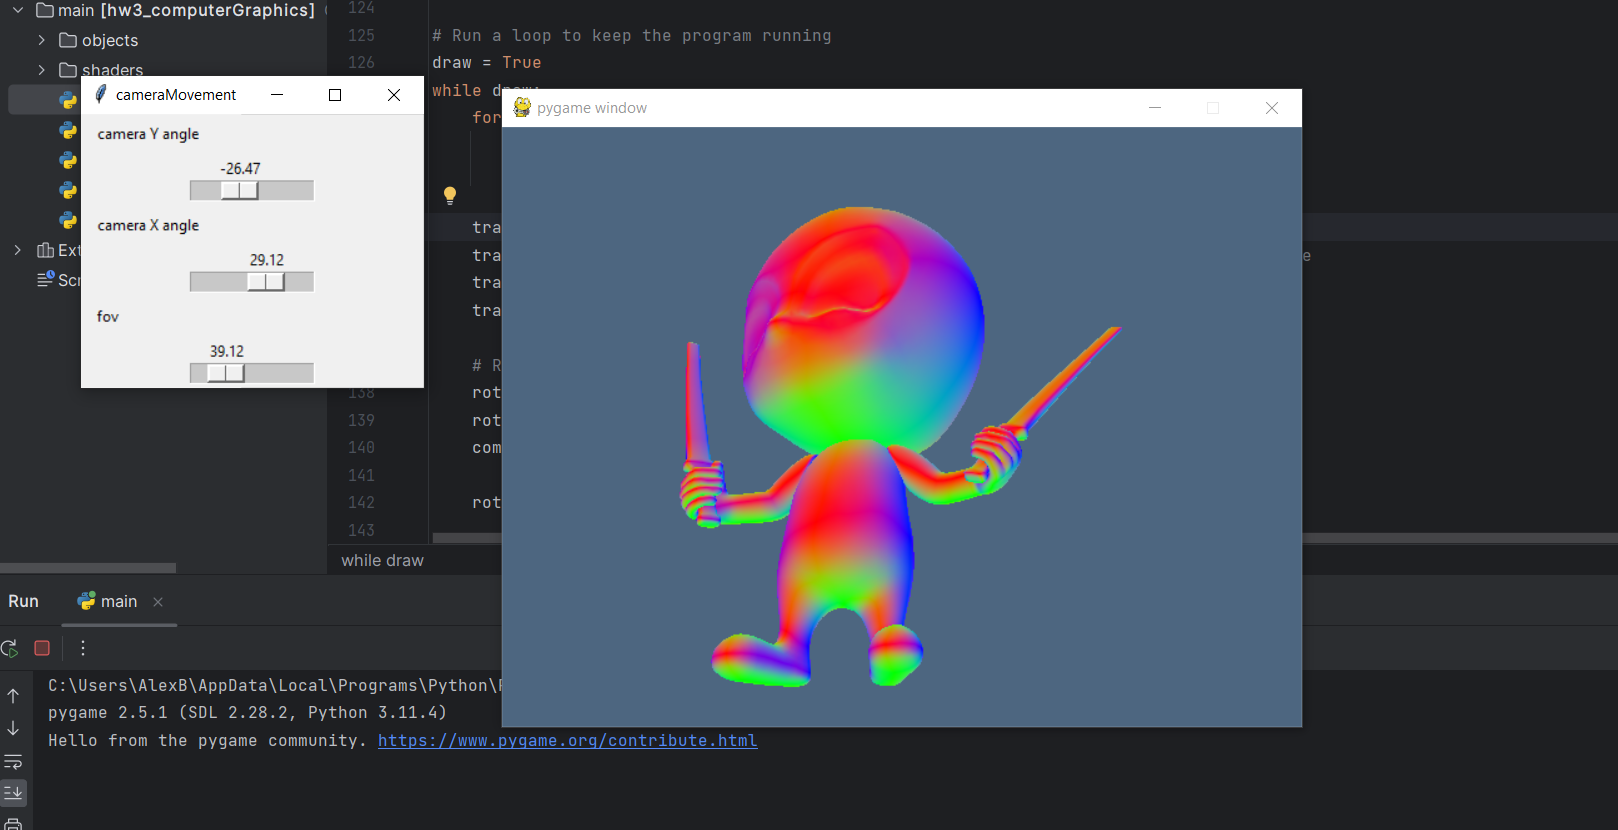 main [hw3_computerGraphics]
objects
shaders
Ext
Scr
cameraMovement
camera Y angle
-26.47
camera X angle
29.12
fov
39.12
124
125
# Run a loop to keep the program running
126
draw = True
while
for
tra
tra
e
tra
tra
# R
138
rot
139
rot
140
com
141
142
rot
143
while draw
pygame window
Run
main
C:\Users\AlexB\AppData\Local\Programs\Python\
pygame 2.5.1 (SDL 2.28.2, Python 3.11.4)
Hello from the pygame community. https://www.pygame.org/contribute.html